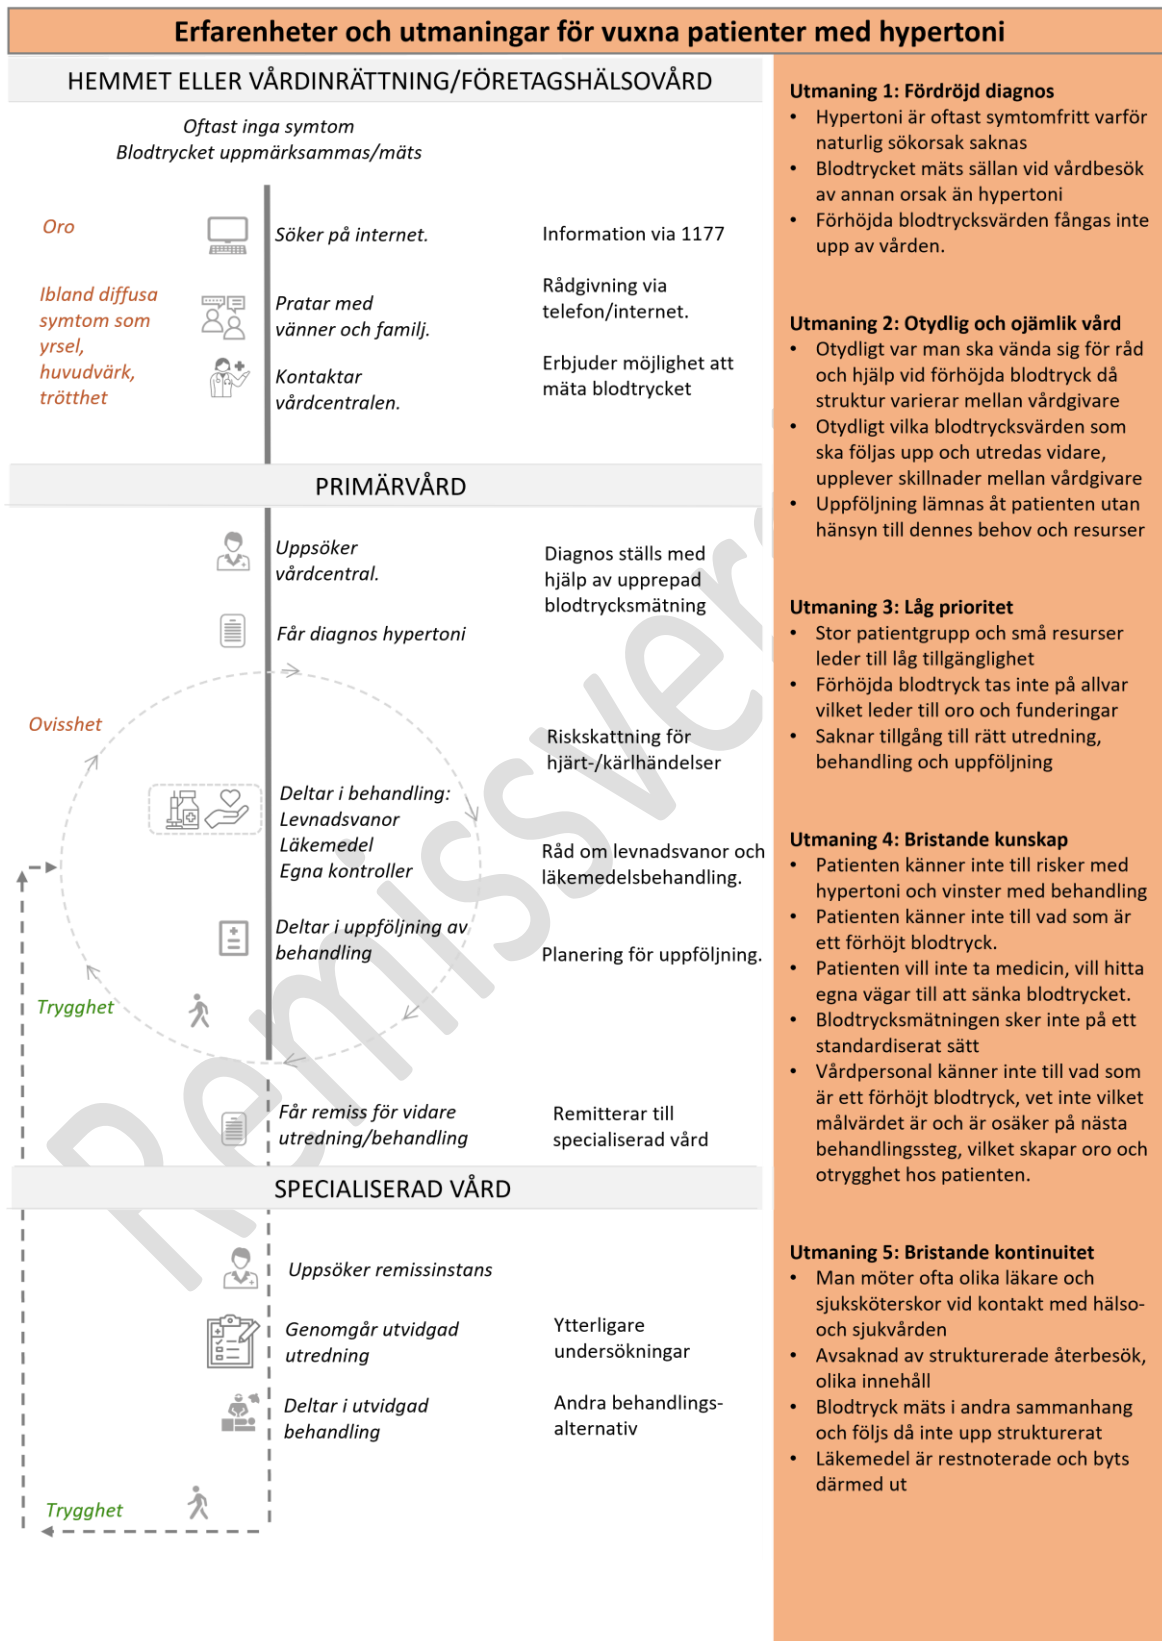 Erfarenheter och utmaningar för vuxna patienter med hypertoni
HEMMET ELLER VÅRDINRÄTTNING/FÖRETAGSHÄLSOVÅRD
Oftast inga symtom
Blodtrycket uppmärksammas/mäts
Oro
Söker på internet.
Information via 1177
Ibland diffusa
symtom som
yrsel,
huvudvärk,
trötthet
Pratar med
vänner och familj.
Rådgivning via
telefon/internet.
Kontaktar
vårdcentralen.
Erbjuder möjlighet att
mäta blodtrycket
PRIMÄRVÅRD
Uppsöker
vårdcentral.
Diagnos ställs med
hjälp av upprepad
blodtrycksmätning
Får diagnos hypertoni
Ovisshet
Riskskattning för
hjärt-/kärlhändelser
Deltar i behandling:
Levnadsvanor
Läkemedel
Egna kontroller
Råd om levnadsvanor och
läkemedelsbehandling.
Deltar i uppföljning av
behandling
Planering för uppföljning.
Trygghet
Får remiss för vidare
utredning/behandling
Remitterar till
specialiserad vård
SPECIALISERAD VÅRD
Uppsöker remissinstans
Genomgår utvidgad
utredning
Ytterligare
undersökningar
Deltar i utvidgad
behandling
Andra behandlings-
alternativ
Trygghet
Remissver
Utmaning 1: Fördröjd diagnos
• Hypertoni är oftast symtomfritt varför
naturlig sökorsak saknas
• Blodtrycket mäts sällan vid vårdbesök
av annan orsak än hypertoni
• Förhöjda blodtrycksvärden fångas inte
upp av vården.
Utmaning 2: Otydlig och ojämlik vård
• Otydligt var man ska vända sig för råd
och hjälp vid förhöjda blodtryck då
struktur varierar mellan vårdgivare
• Otydligt vilka blodtrycksvärden som
ska följas upp och utredas vidare,
upplever skillnader mellan vårdgivare
• Uppföljning lämnas åt patienten utan
hänsyn till dennes behov och resurser
Utmaning 3: Låg prioritet
• Stor patientgrupp och små resurser
leder till låg tillgänglighet
• Förhöjda blodtryck tas inte på allvar
vilket leder till oro och funderingar
• Saknar tillgång till rätt utredning,
behandling och uppföljning
Utmaning 4: Bristande kunskap
• Patienten känner inte till risker med
hypertoni och vinster med behandling
• Patienten känner inte till vad som är
ett förhöjt blodtryck.
• Patienten vill inte ta medicin, vill hitta
egna vägar till att sänka blodtrycket.
• Blodtrycksmätningen sker inte på ett
standardiserat sätt
• Vårdpersonal känner inte till vad som
är ett förhöjt blodtryck, vet inte vilket
målvärdet är och är osäker på nästa
behandlingssteg, vilket skapar oro och
otrygghet hos patienten.
Utmaning 5: Bristande kontinuitet
• Man möter ofta olika läkare och
sjuksköterskor vid kontakt med hälso-
och sjukvården
• Avsaknad av strukturerade återbesök,
olika innehåll
• Blodtryck mäts i andra sammanhang
och följs då inte upp strukturerat
• Läkemedel är restnoterade och byts
därmed ut